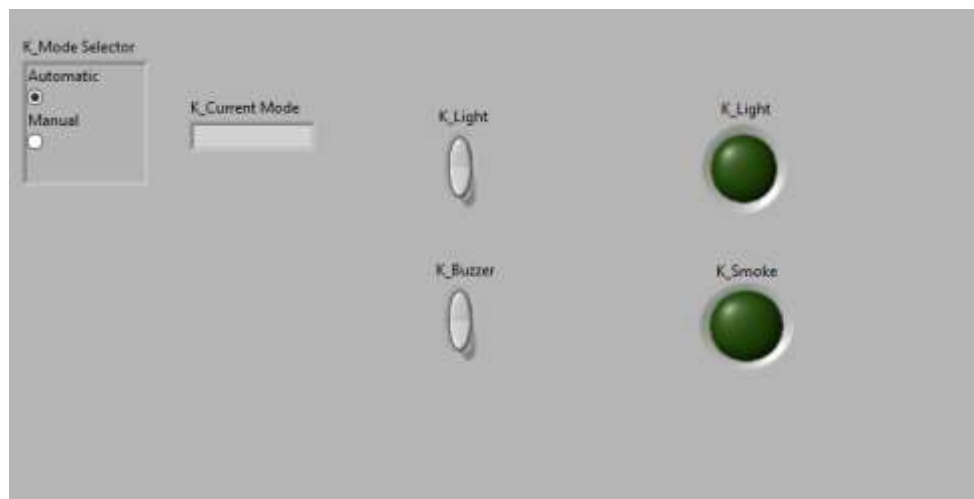 K_Mode Selector
Automatic
Manual
K_Current Mode
K_Light
K_Light
K_Buzzer
K_Smoke